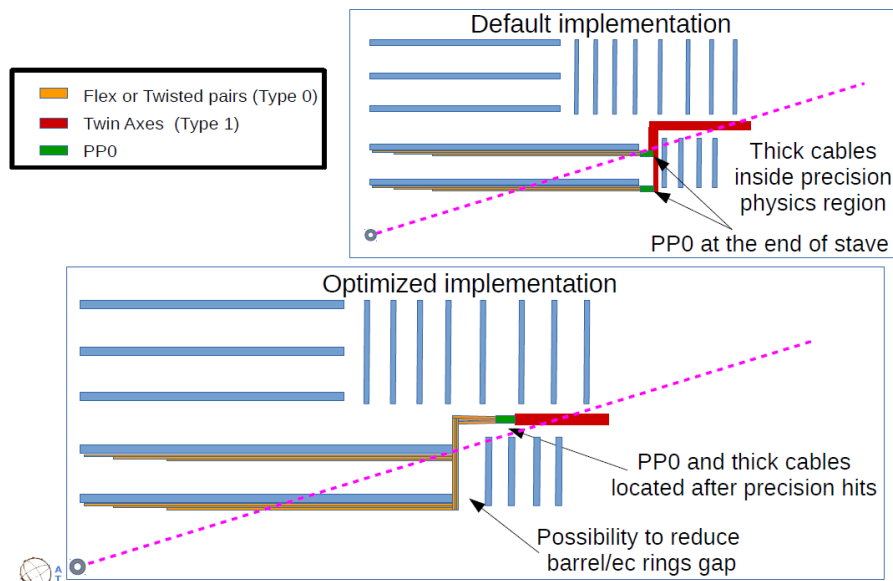 Default implementation
Flex or Twisted pairs (Type 0)
Twin Axes (Type 1)
PP0
Thick cables
inside precision
physics region
PP0 at the end of stave
Optimized implementation
PP0 and thick cables
located after precision hits
Possibility to reduce
barrel/ec rings gap
A
T